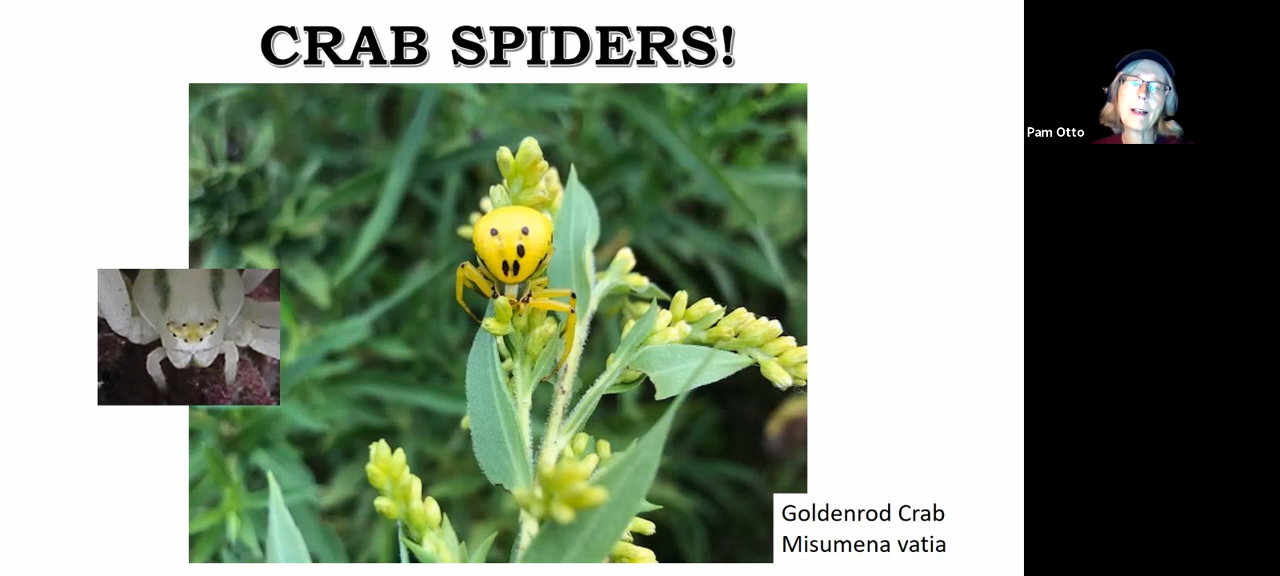 CRAB SPIDERS!
Pam Otto
Goldenrod Crab
Misumena vatia